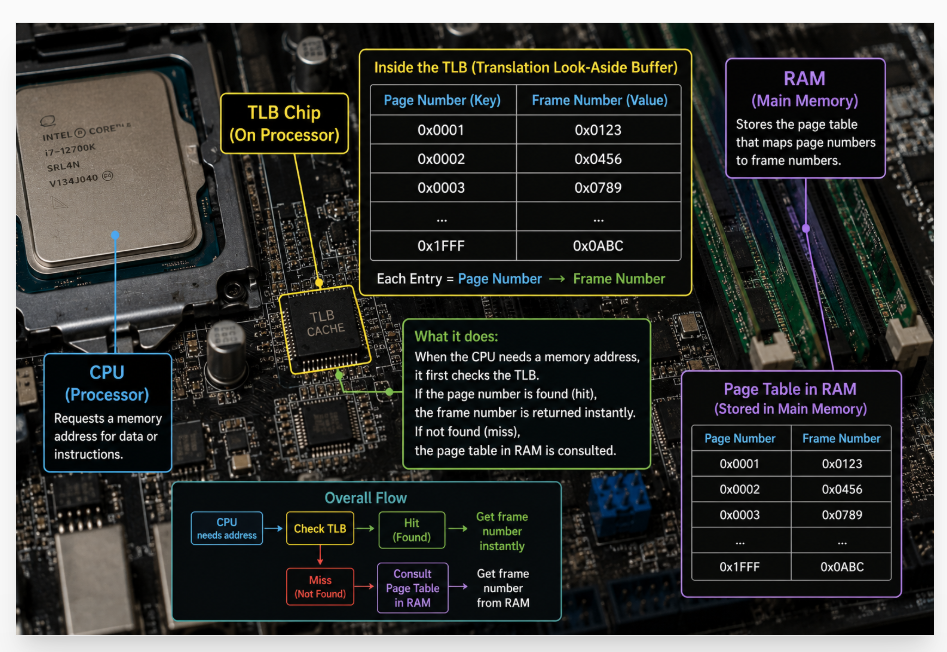 INTEL ® CORE™
i7-12700K
SRL4N
V134J040
TLB Chip
(On Processor)
Inside the TLB (Translation Look-Aside Buffer)
Page Number (Key) Frame Number (Value)
0x0001 0x0123
0x0002 0x0456
0x0003 0x0789
... ...
0x1FFF 0x0ABC
Each Entry = Page Number → Frame Number
RAM
(Main Memory)
Stores the page table
that maps page numbers
to frame numbers.
TLB
CACHE
CPU
(Processor)
Requests a memory
address for data or
instructions.
What it does:
When the CPU needs a memory address,
it first checks the TLB.
If the page number is found (hit),
the frame number is returned instantly.
If not found (miss),
the page table in RAM is consulted.
Page Table in RAM
(Stored in Main Memory)
Page Number Frame Number
0x0001 0x0123
0x0002 0x0456
0x0003 0x0789
... ...
0x1FFF 0x0ABC
Overall Flow
CPU
needs address
Check TLB
Hit
(Found)
Get frame
number
instantly
Miss
(Not Found)
Consult
Page Table
in RAM
Get frame
number
from RAM